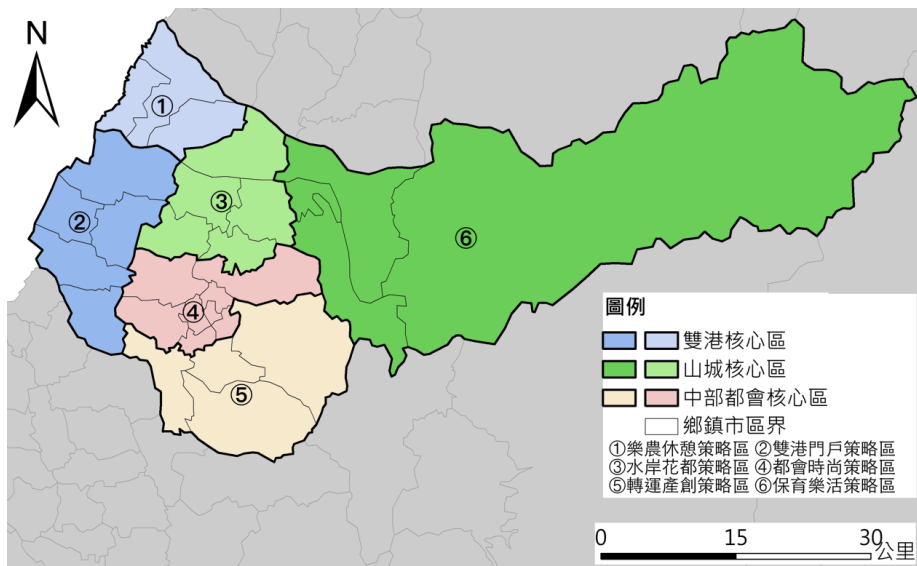 N
①
②
③
④
⑤
⑥
圖例
雙港核心區
山城核心區
中部都會核心區
鄉鎮市區界
①樂農休憩策略區 ②雙港門戶策略區
③水岸花都策略區 ④都會時尚策略區
⑤轉運產創策略區 ⑥保育樂活策略區
0 15 30公里